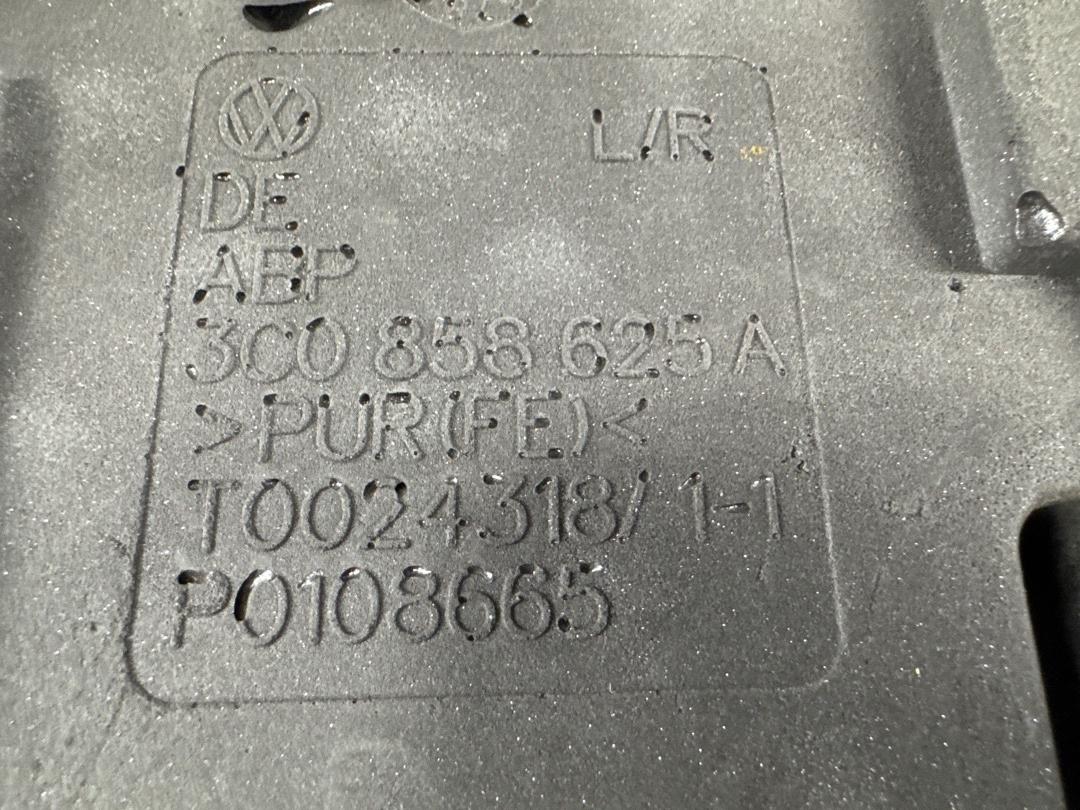 L/R
DE
ABP
3C0 858 625 A
>PUR(FE)<
T0024318/ 1-1
P0108665